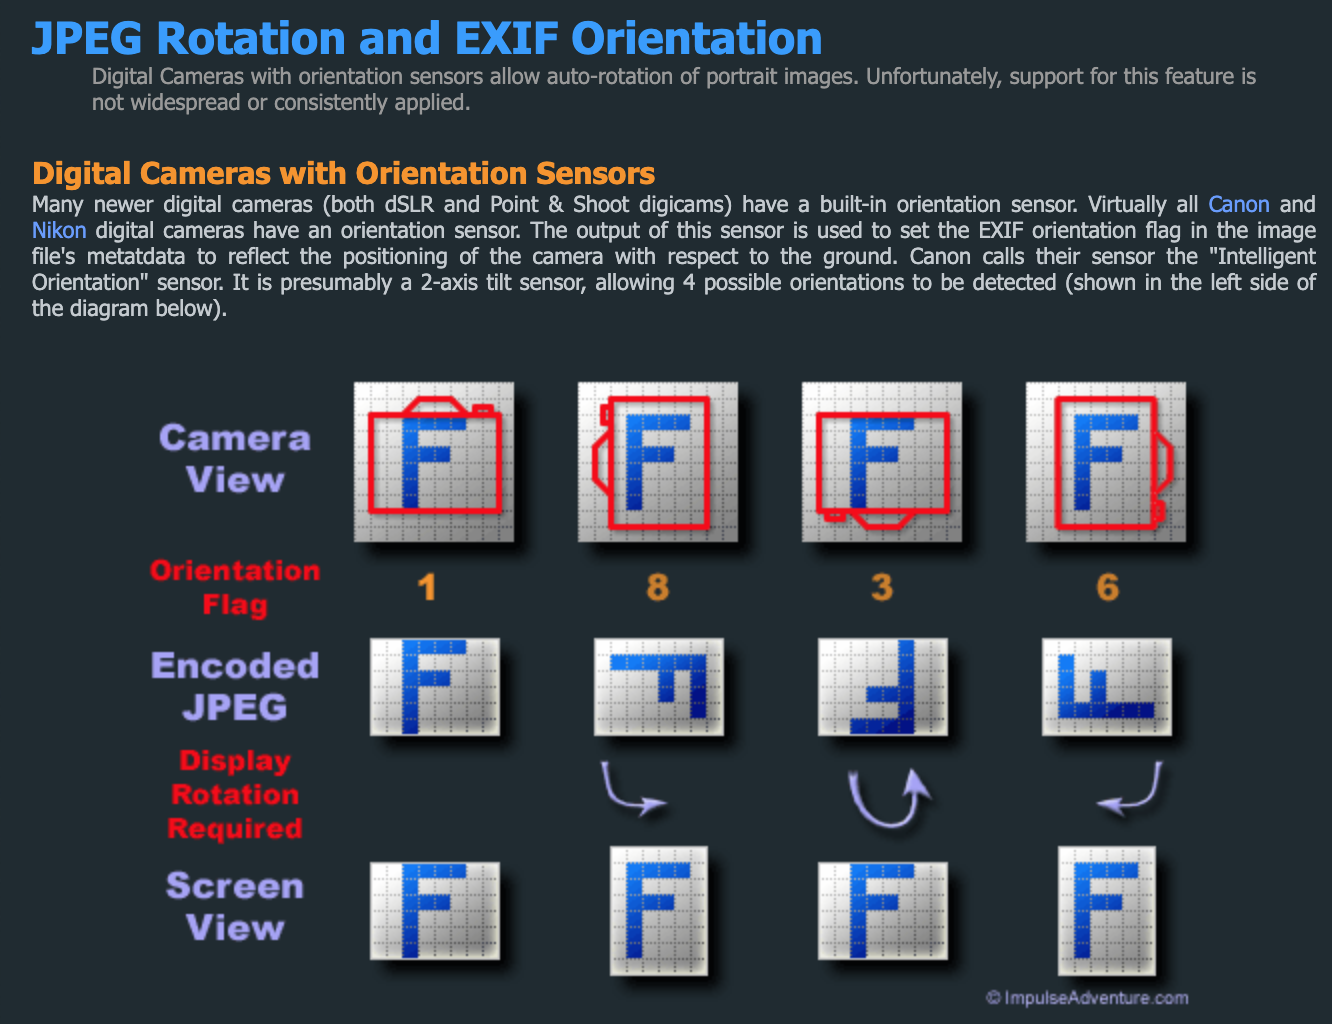 JPEG Rotation and EXIF Orientation
Digital Cameras with orientation sensors allow auto-rotation of portrait images. Unfortunately, support for this feature is
not widespread or consistently applied.
Digital Cameras with Orientation Sensors
Many newer digital cameras (both dSLR and Point & Shoot digicams) have a built-in orientation sensor. Virtually all Canon and
Nikon digital cameras have an orientation sensor. The output of this sensor is used to set the EXIF orientation flag in the image
file's metatdata to reflect the positioning of the camera with respect to the ground. Canon calls their sensor the "Intelligent
Orientation" sensor. It is presumably a 2-axis tilt sensor, allowing 4 possible orientations to be detected (shown in the left side of
the diagram below).
Camera
View
F F F F
Orientation
Flag
1 8 3 6
Encoded
JPEG
F F F F
Display
Rotation
Required
Screen
View
F F F F
© ImpulseAdventure.com